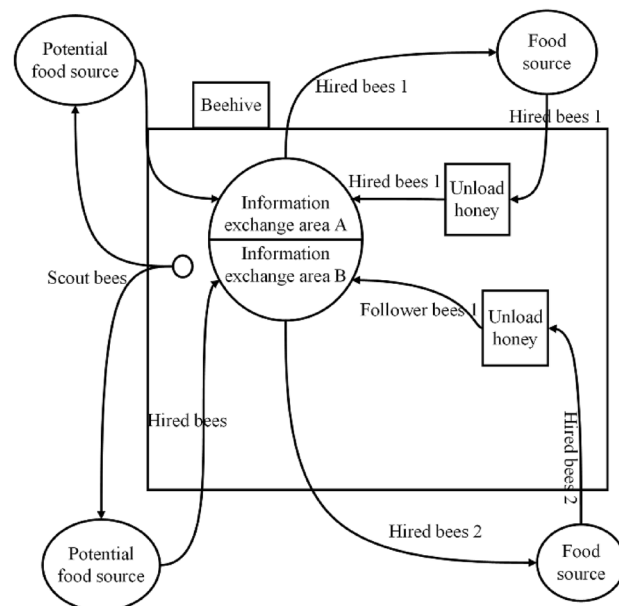 Potential
food source
Food
source
Beehive
Hired bees 1
Hired bees 1
Hired bees 1
Unload
honey
Information
exchange area A
Information
exchange area B
Scout bees
Follower bees 1
Unload
honey
Hired bees
Hired bees 2
Hired bees 2
Potential
food source
Food
source